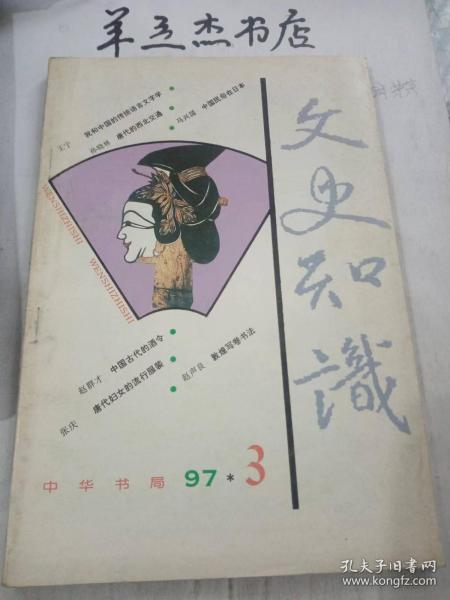 羊立杰书店
文史知識
王宁 我和中国的传统语言文字学
孙晓林 唐代的西北交通
马兴国 中国民俗在日本
WENSHIZHISHI
WENSHIZHISHI
赵群才 中国古代的酒令
张庆 唐代妇女的流行服装
赵声良 敦煌写卷书法
中华书局 97*3
孔夫子旧书网
www.kongfz.com